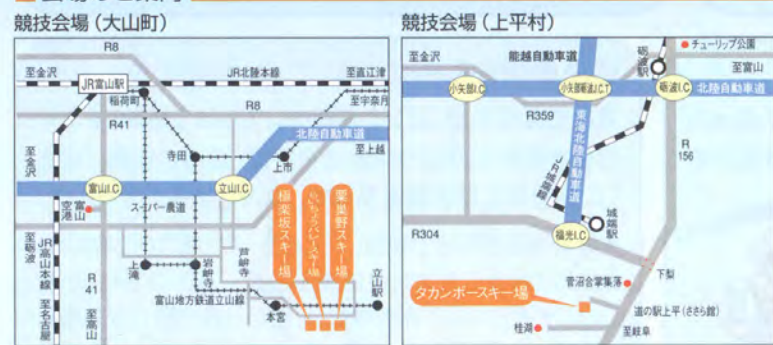 競技会場（大山町）
R8
至金沢
JR富山駅
JR北陸本線
至直江津
稲荷町
至宇奈月
R8
R41
北陸自動車道
至金沢
寺田
至上越
上市
富山I.C
立山I.C
富山空港
スーパー農道
極楽坂スキー場
らいちょうバレースキー場
粟巣野スキー場
至砺波
JR高山本線
上滝
岩峅寺
芦峅寺
立山駅
R41
富山地方鉄道立山線
本宮
至名古屋
至高山
競技会場（上平村）
能越自動車道
砺波駅
チューリップ公園
至金沢
至富山
小矢部I.C
小矢部砺波J.C.T
砺波I.C
北陸自動車道
R359
東海北陸自動車道
R156
JR城端線
城端駅
R304
福光I.C
下梨
菅沼合掌集落
タカンボースキー場
道の駅上平（ささら館）
桂湖
至岐阜